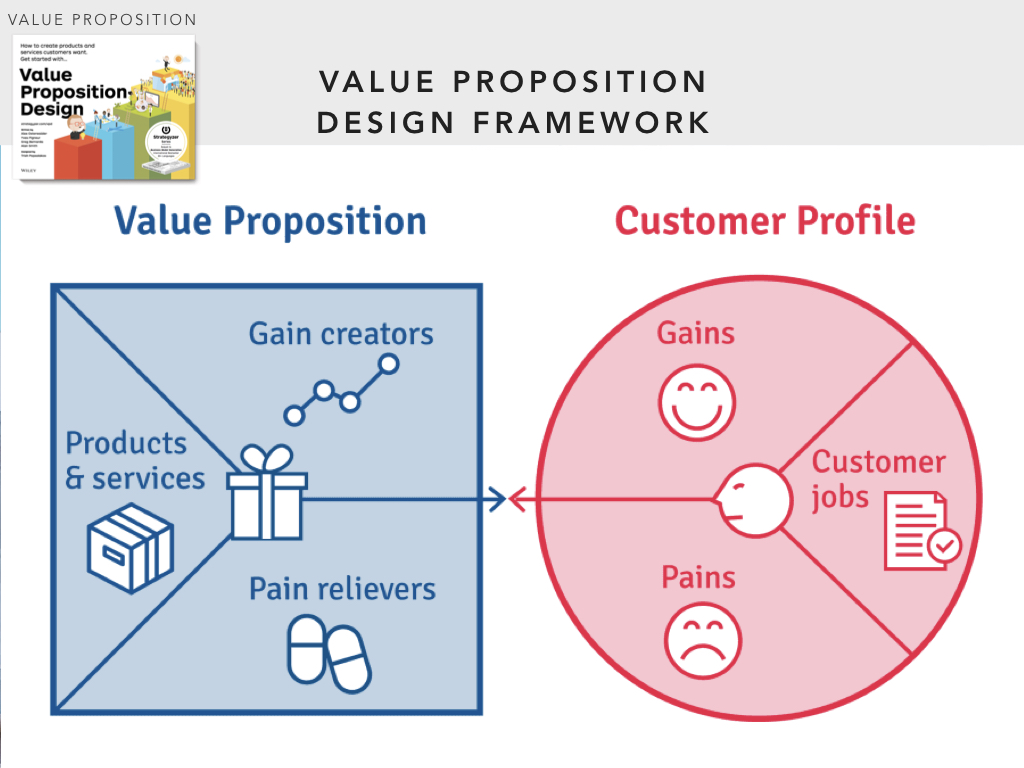 VALUE PROPOSITION
How to create products and
services customers want.
Get started with...
Value
Proposition
Design
Strategyzer
Series
WILEY
VALUE PROPOSITION
DESIGN FRAMEWORK
Value Proposition
Customer Profile
Gain creators
Products
& services
Pain relievers
Gains
Customer
jobs
Pains